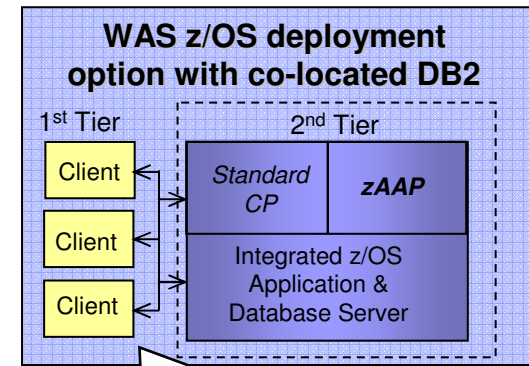 WAS z/OS deployment
option with co-located DB2
1st Tier
2nd Tier
Client
Client
Client
Standard
CP
zAAP
Integrated z/OS
Application &
Database Server